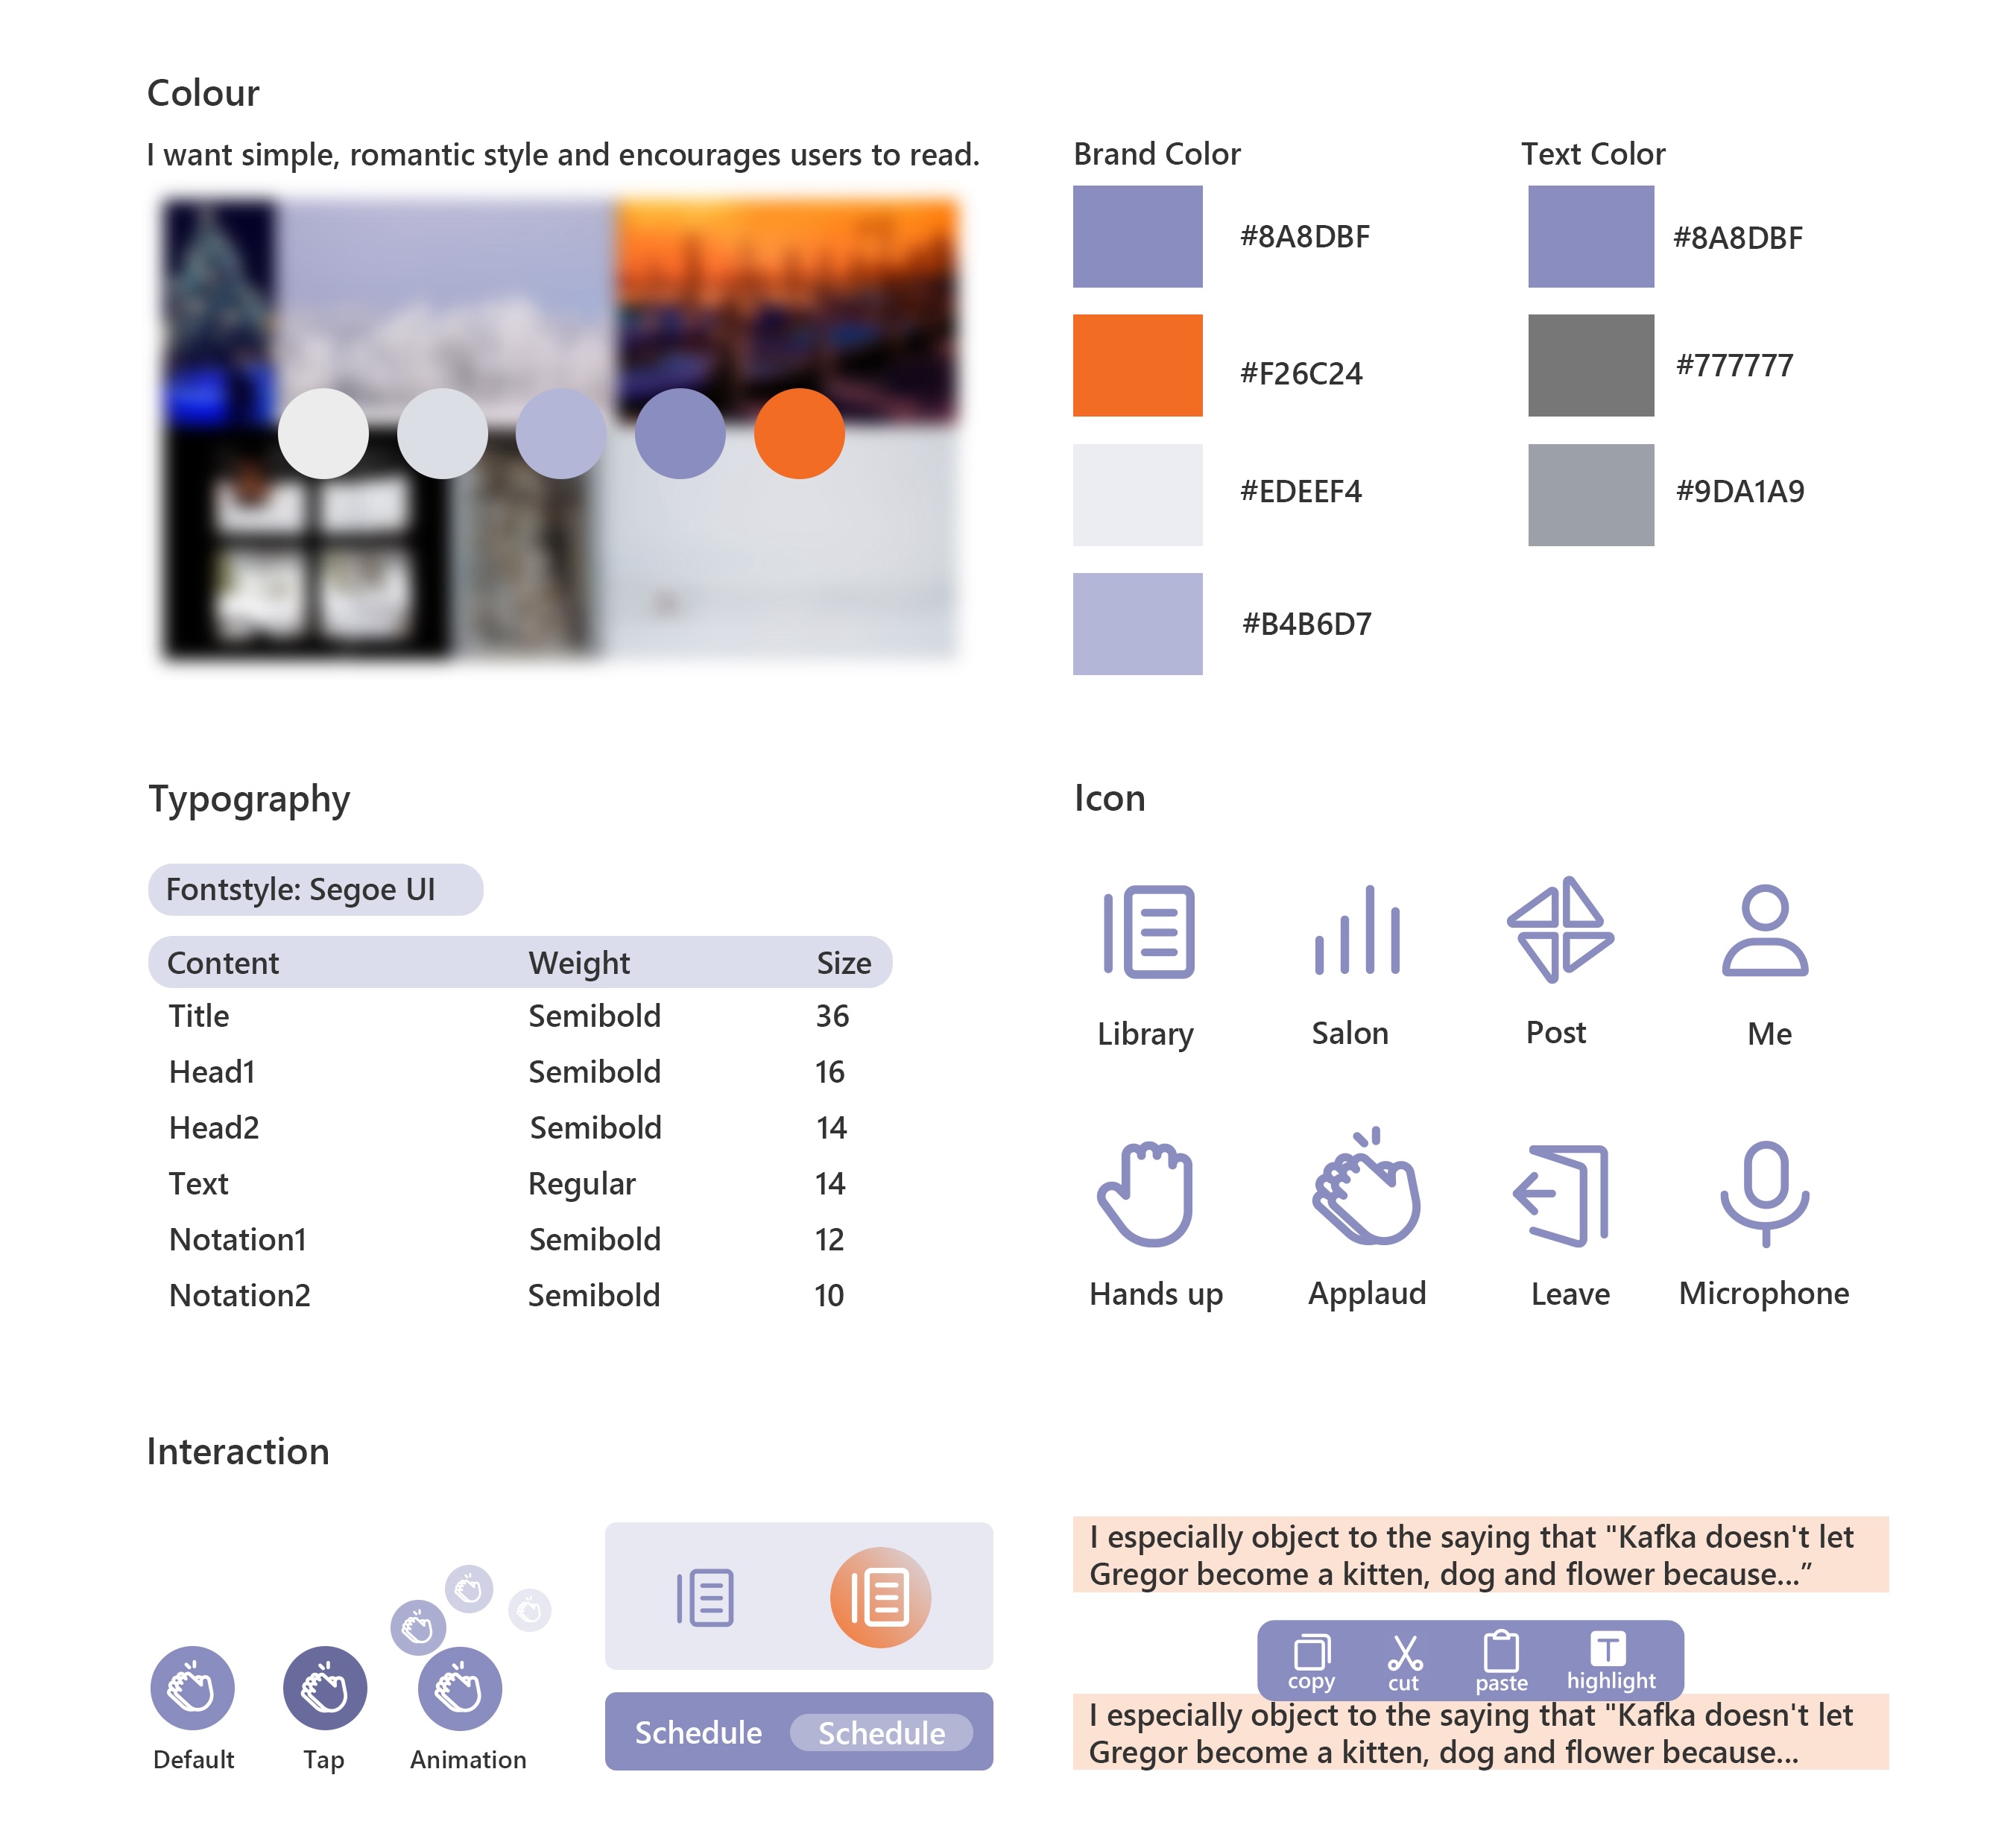 Colour
I want simple, romantic style and encourages users to read.
Brand Color
#8A8DBF
#F26C24
#EDEEF4
#B4B6D7
Text Color
#8A8DBF
#777777
#9DA1A9
Typography
Fontstyle: Segoe UI
Content Weight Size
Title Semibold 36
Head1 Semibold 16
Head2 Semibold 14
Text Regular 14
Notation1 Semibold 12
Notation2 Semibold 10
Icon
Library Salon Post Me
Hands up Applaud Leave Microphone
Interaction
Default Tap Animation
Schedule Schedule
I especially object to the saying that "Kafka doesn't let
Gregor become a kitten, dog and flower because...”
copy cut paste highlight
T
I especially object to the saying that "Kafka doesn't let
Gregor become a kitten, dog and flower because...